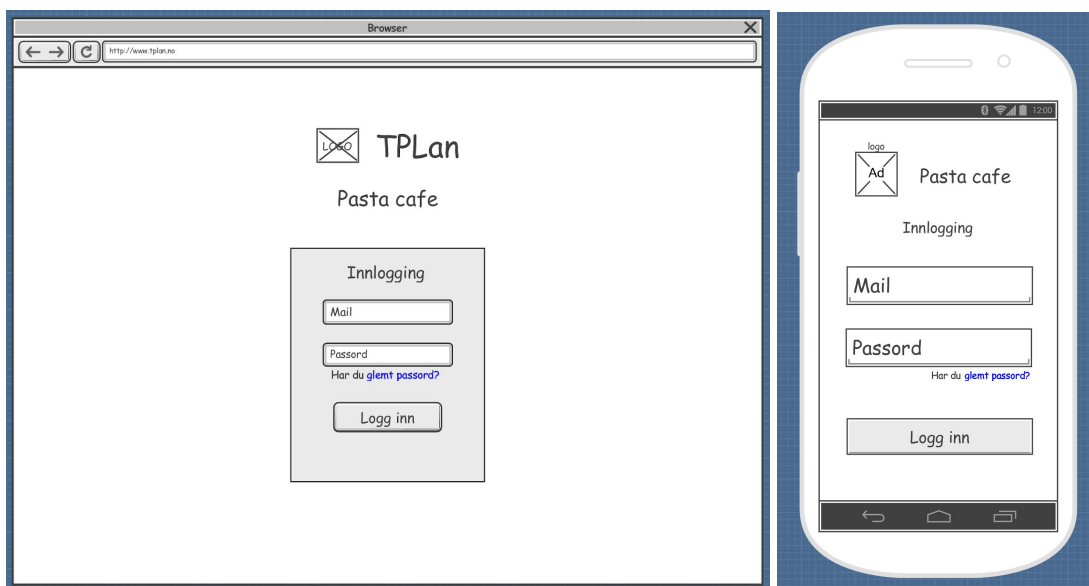 Browser
http://www.tplan.no
LOGO TPLan
Pasta cafe
Innlogging
Mail
Passord
Har du glemt passord?
Logg inn
12:00
logo
Ad
Pasta cafe
Innlogging
Mail
Passord
Har du glemt passord?
Logg inn